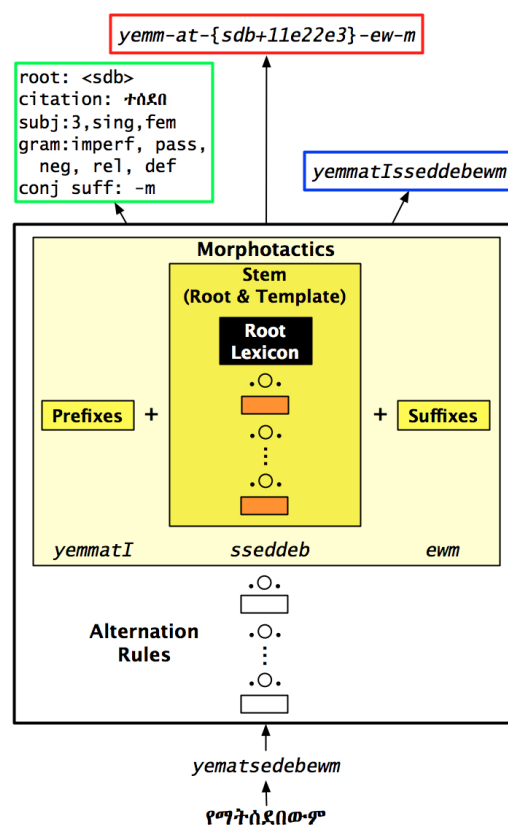 yemm-at-{sdb+11e22e3}-ew-m
root: <sdb>
citation: ተሰደበ
subj:3,sing,fem
gram:imperf, pass,
neg, rel, def
conj suff: -m
yemmatIsseddebewm
Morphotactics
Stem
(Root & Template)
Root
Lexicon
Prefixes + + Suffixes
yemmatI sseddeb ewm
Alternation
Rules
yematsedebewm
የማትሰደበውም